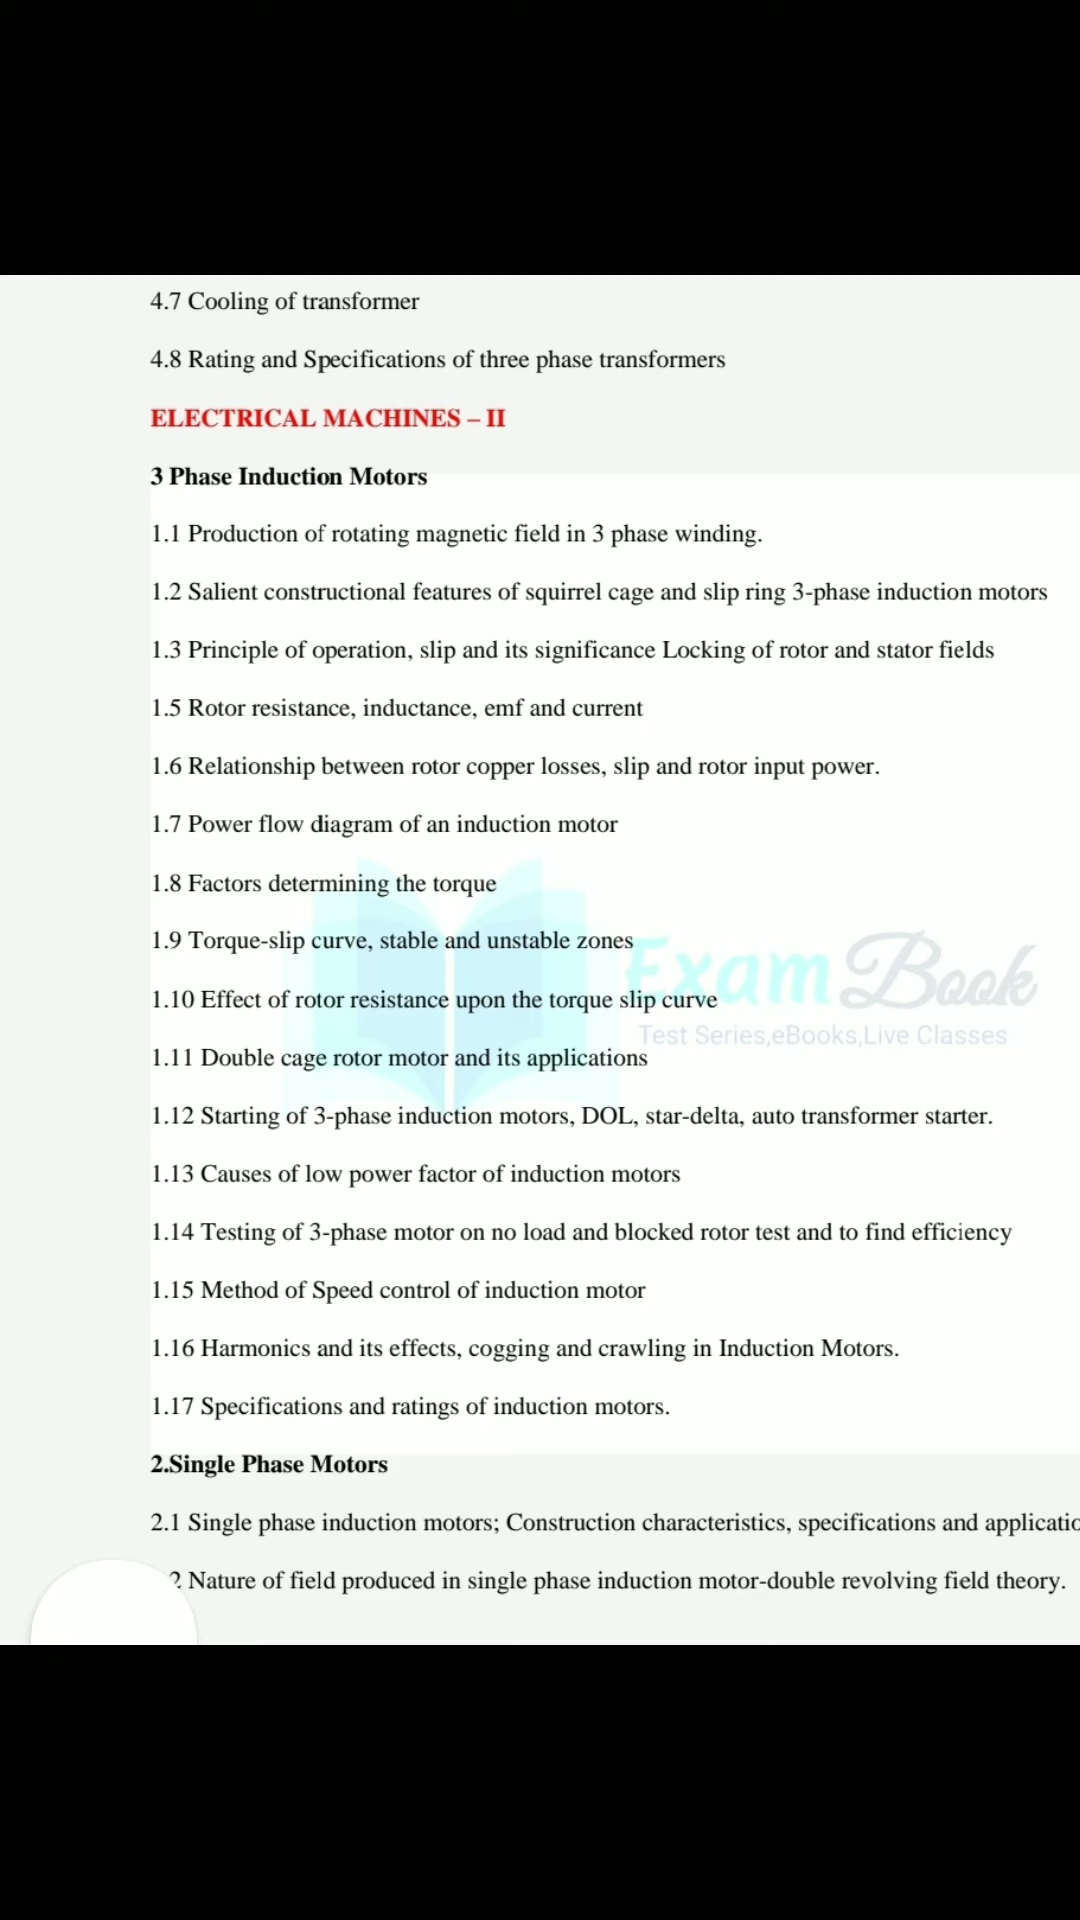 4.7 Cooling of transformer
4.8 Rating and Specifications of three phase transformers
ELECTRICAL MACHINES – II
3 Phase Induction Motors
1.1 Production of rotating magnetic field in 3 phase winding.
1.2 Salient constructional features of squirrel cage and slip ring 3-phase induction motors
1.3 Principle of operation, slip and its significance Locking of rotor and stator fields
1.5 Rotor resistance, inductance, emf and current
1.6 Relationship between rotor copper losses, slip and rotor input power.
1.7 Power flow diagram of an induction motor
1.8 Factors determining the torque
1.9 Torque-slip curve, stable and unstable zones
ExamBook
1.10 Effect of rotor resistance upon the torque slip curve
Test Series,eBooks,Live Classes
1.11 Double cage rotor motor and its applications
1.12 Starting of 3-phase induction motors, DOL, star-delta, auto transformer starter.
1.13 Causes of low power factor of induction motors
1.14 Testing of 3-phase motor on no load and blocked rotor test and to find efficiency
1.15 Method of Speed control of induction motor
1.16 Harmonics and its effects, cogging and crawling in Induction Motors.
1.17 Specifications and ratings of induction motors.
2.Single Phase Motors
2.1 Single phase induction motors; Construction characteristics, specifications and applicatio
2 Nature of field produced in single phase induction motor-double revolving field theory.